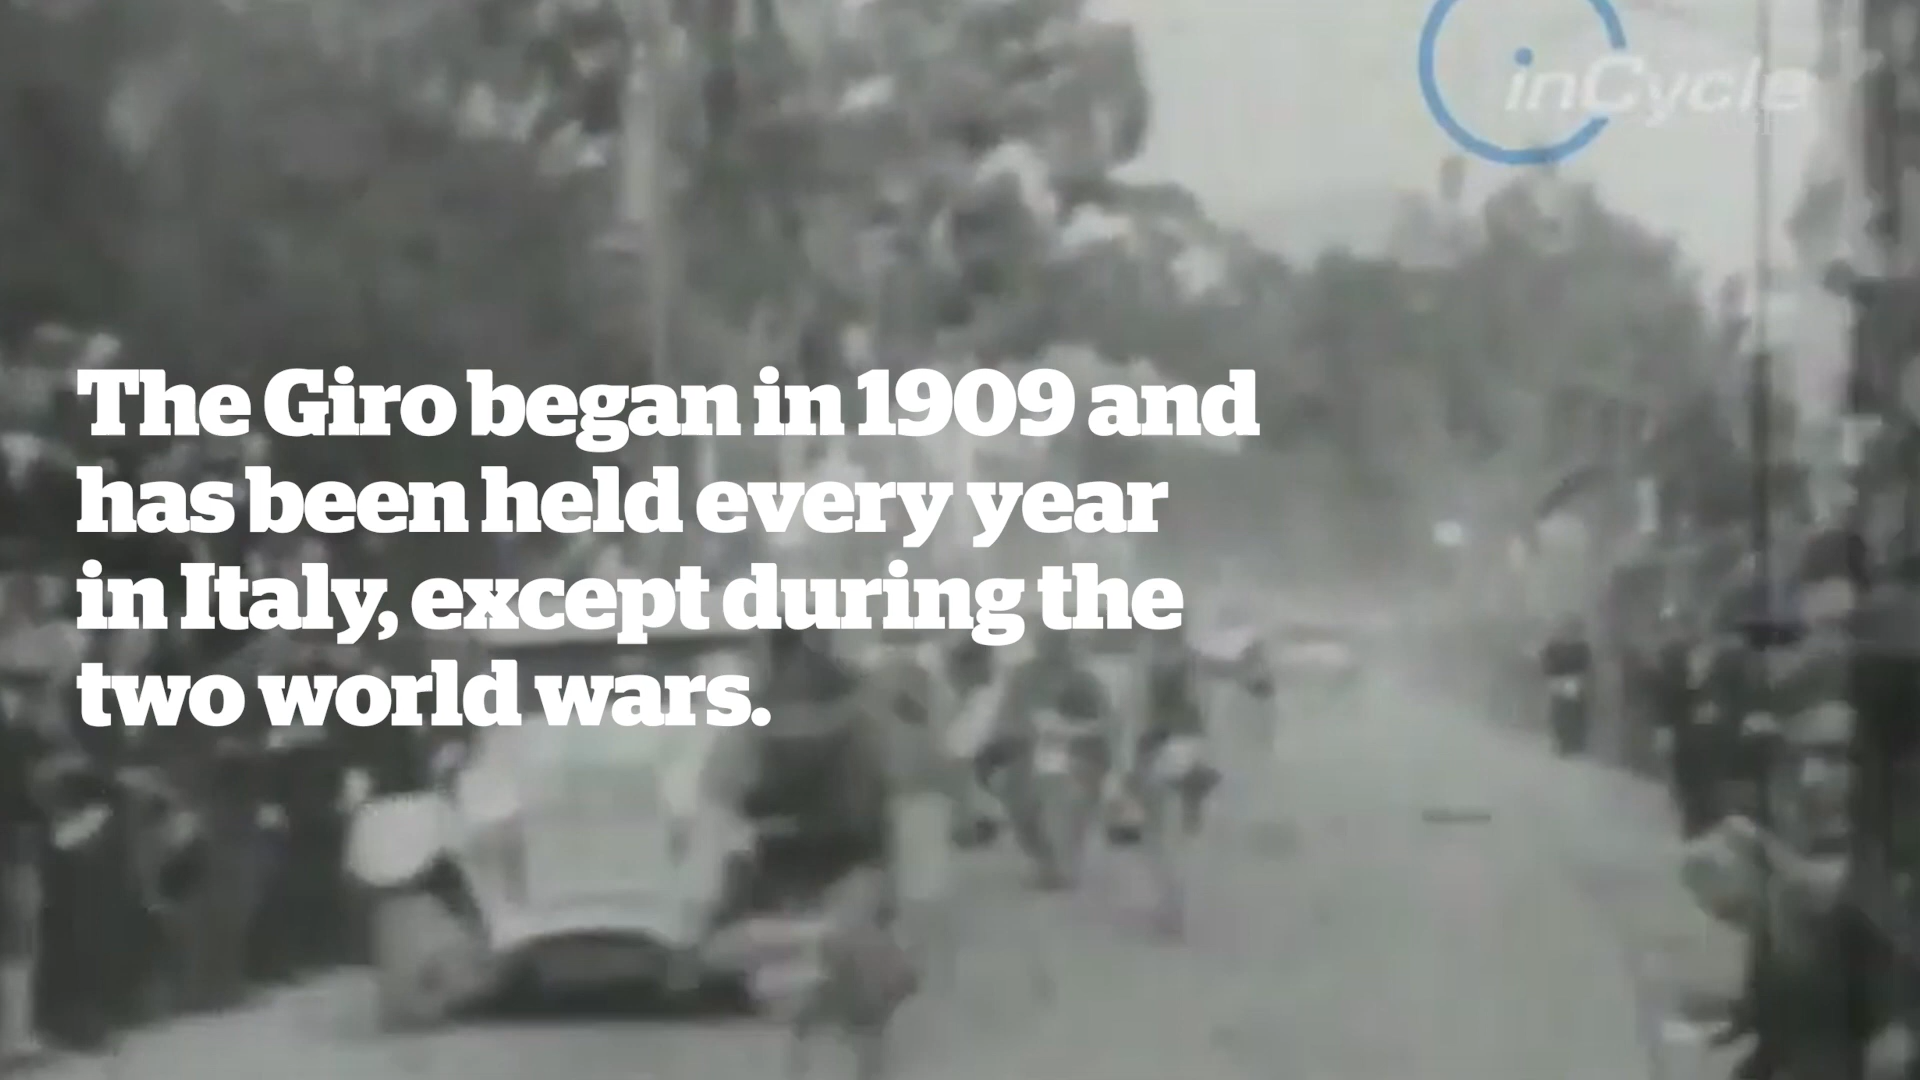 inCycle
The Giro began in 1909 and
has been held every year
in Italy, except during the
two world wars.